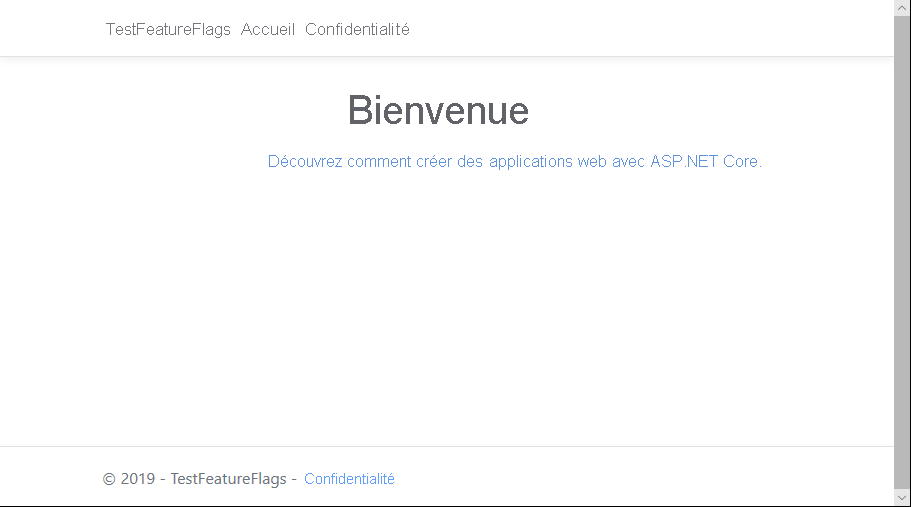 TestFeatureFlags Accueil Confidentialité
Bienvenue
Découvrez comment créer des applications web avec ASP.NET Core.
© 2019 - TestFeatureFlags - Confidentialité